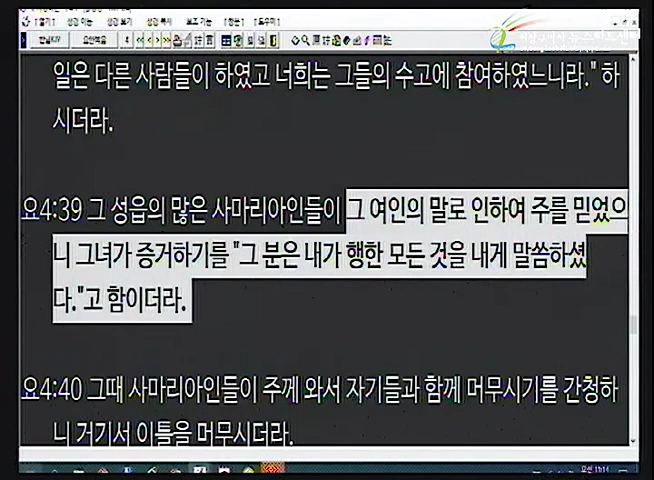 일은 다른 사람들이 하였고 너희는 그들의 수고에 참여하였느니라." 하
시더라.
요4:39 그 성읍의 많은 사마리아인들이 그 여인의 말로 인하여 주를 믿었으
니 그녀가 증거하기를 "그 분은 내가 행한 모든 것을 내게 말씀하셨
다."고 함이더라.
요4:40 그때 사마리아인들이 주께 와서 자기들과 함께 머무시기를 간청하
니 거기서 이틀을 머무시더라.